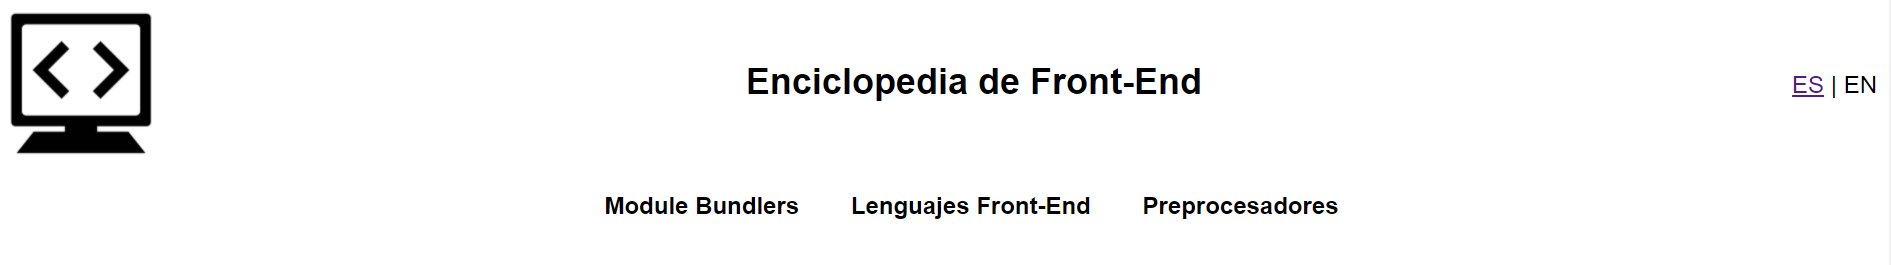 Enciclopedia de Front-End
ES | EN
Module Bundlers Lenguajes Front-End Preprocesadores